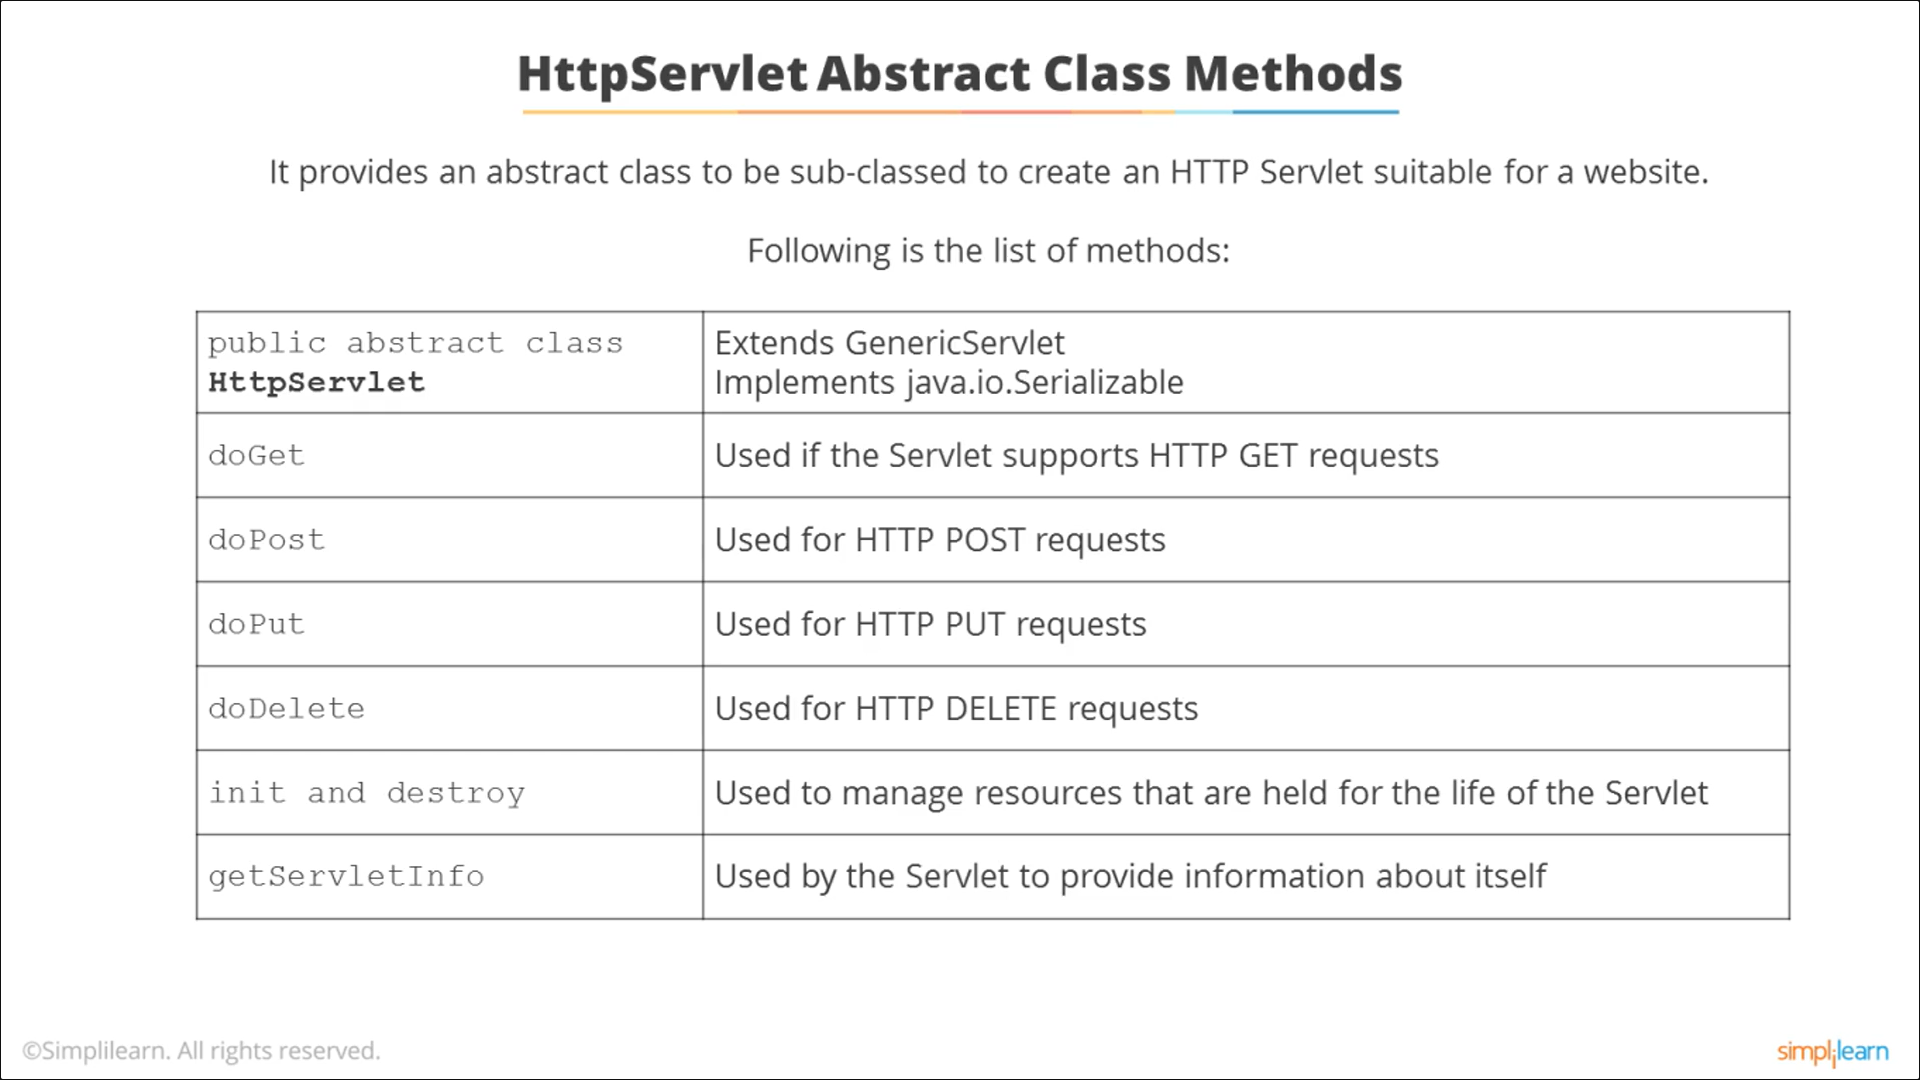 HttpServlet Abstract Class Methods
It provides an abstract class to be sub-classed to create an HTTP Servlet suitable for a website.
Following is the list of methods:
public abstract class
HttpServlet
Extends GenericServlet
Implements java.io.Serializable
doGet
Used if the Servlet supports HTTP GET requests
doPost
Used for HTTP POST requests
doPut
Used for HTTP PUT requests
doDelete
Used for HTTP DELETE requests
init and destroy
Used to manage resources that are held for the life of the Servlet
getServletInfo
Used by the Servlet to provide information about itself
©Simplilearn. All rights reserved.
simplilearn